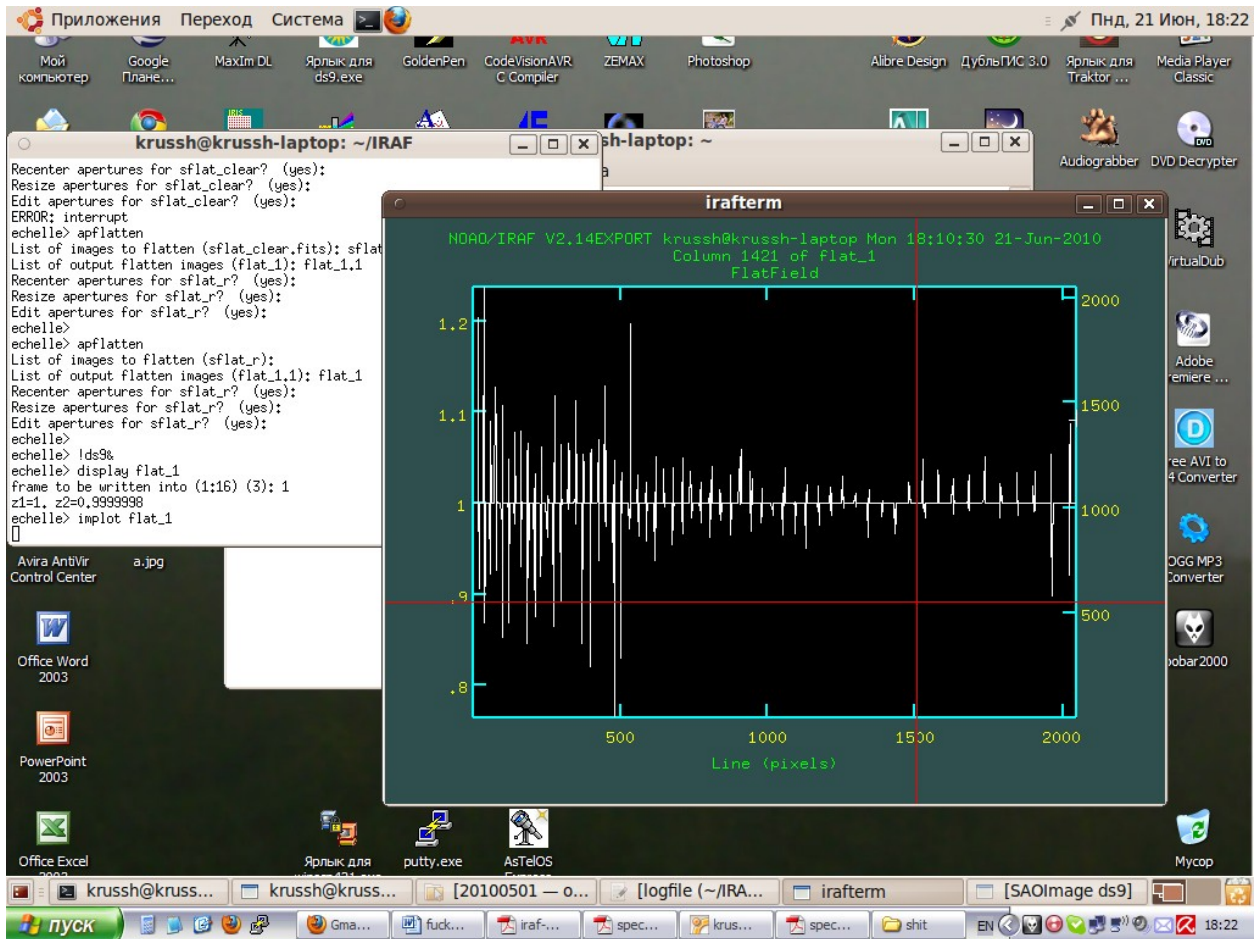 Приложения Переход Система
Пнд, 21 Июн, 18:22
Мой компьютер
Google Плане...
MaxIm DL
Ярлык для ds9.exe
GoldenPen
CodeVisionAVR C Compiler
ZEMAX
Photoshop
Alibre Design
ДубльГИС 3.0
Ярлык для Traktor ...
Media Player Classic
krussh@krussh-laptop: ~/IRAF
sh-laptop: ~
a
Audiograbber
DVD Decrypter
Recenter apertures for sflat_clear? (yes):
Resize apertures for sflat_clear? (yes):
Edit apertures for sflat_clear? (yes):
ERROR: interrupt
echelle> apflatten
List of images to flatten (sflat_clear.fits): sflat
List of output flatten images (flat_1): flat_1.1
Recenter apertures for sflat_r? (yes):
Resize apertures for sflat_r? (yes):
Edit apertures for sflat_r? (yes):
echelle>
echelle> apflatten
List of images to flatten (sflat_r):
List of output flatten images (flat_1.1): flat_1
Recenter apertures for sflat_r? (yes):
Resize apertures for sflat_r? (yes):
Edit apertures for sflat_r? (yes):
echelle>
echelle> !ds9&
echelle> display flat_1
frame to be written into (1:16) (3): 1
z1=1. z2=0.9999998
echelle> implot flat_1
irafterm
NOAO/IRAF V2.14EXPORT krussh@krussh-laptop Mon 18:10:30 21-Jun-2010
Column 1421 of flat_1
FlatField
1.2
1.1
1
.9
.8
2000
1500
1000
500
500
1000
1500
2000
Line (pixels)
VirtualDub
Adobe
remiere ...
ree AVI to
4 Converter
OGG MP3
Converter
oobar2000
Avira AntiVir
Control Center
a.jpg
Office Word
2003
PowerPoint
2003
Office Excel
Ярлык для
putty.exe
AsTelOS
Мусор
krussh@kruss...
krussh@kruss...
[20100501 — о...
[logfile (~/IRA...
irafterm
[SAOImage ds9]
пуск
Gma...
fuck...
iraf-...
spec...
krus...
spec...
shit
EN
18:22